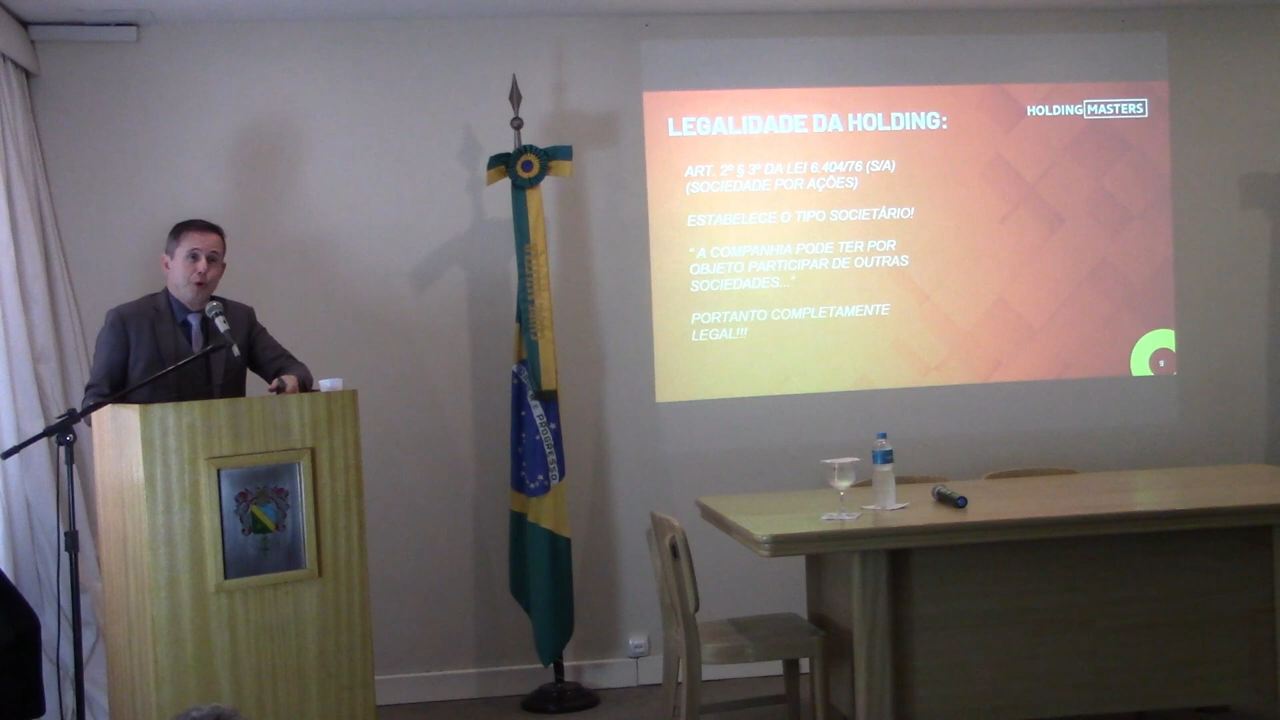 LEGALIDADE DA HOLDING:
HOLDING MASTERS
ART. 2º § 3º DA LEI 6.404/76 (S/A)
(SOCIEDADE POR AÇÕES)
ESTABELECE O TIPO SOCIETÁRIO!
“ A COMPANHIA PODE TER POR
OBJETO PARTICIPAR DE OUTRAS
SOCIEDADES...”
PORTANTO COMPLETAMENTE
LEGAL!!!
E PROGRESSO